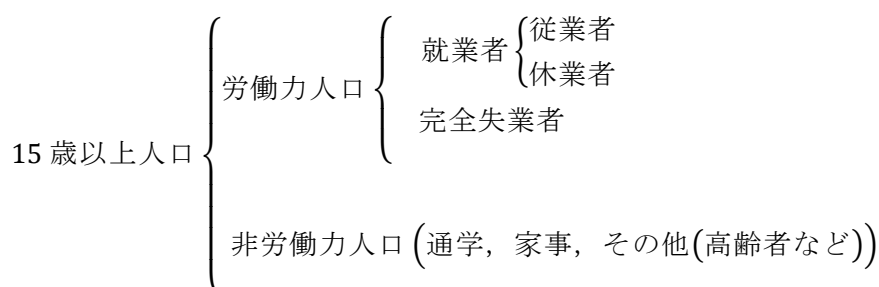 15歳以上人口
労働力人口
就業者
従業者
休業者
完全失業者
非労働力人口(通学，家事，その他(高齢者など))